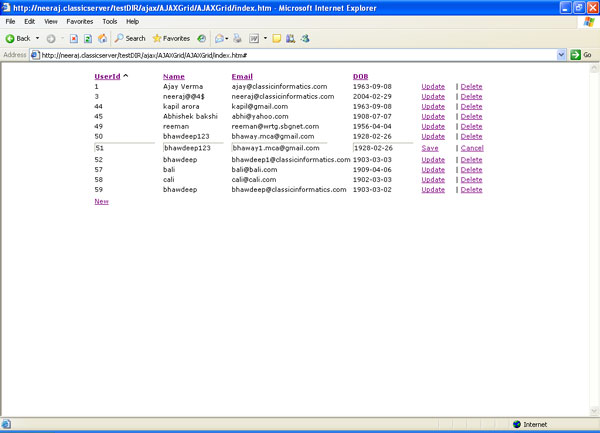 http://neeraj.classicserver/testDIR/ajax/AJAXGrid/AJAXGrid/index.htm - Microsoft Internet Explorer
File Edit View Favorites Tools Help
Back Search Favorites
Address http://neeraj.classicserver/testDIR/ajax/AJAXGrid/AJAXGrid/index.htm# Go
UserId Name Email DOB
1 Ajay Verma ajay@classicinformatics.com 1963-09-08 Update | Delete
3 neeraj@@4$ neeraj@classicinformatics.com 2004-02-29 Update | Delete
44 kapil arora kapil@gmail.com 1963-09-08 Update | Delete
45 Abhishek bakshi abhi@yahoo.com 1908-07-07 Update | Delete
49 reeman reeman@wrtg.sbgnet.com 1956-04-04 Update | Delete
50 bhawdeep123 bhaway.mca@gmail.com 1928-02-26 Update | Delete
51 bhawdeep123 bhaway1.mca@gmail.com 1928-02-26 Save | Cancel
52 bhawdeep bhawdeep1@classicinformatics.com 1903-03-03 Update | Delete
57 bali bali@bali.com 1909-04-06 Update | Delete
58 cali cali@cali.com 1902-03-03 Update | Delete
59 bhawdeep bhawdeep@classicinformatics.com 1903-03-02 Update | Delete
New
Internet